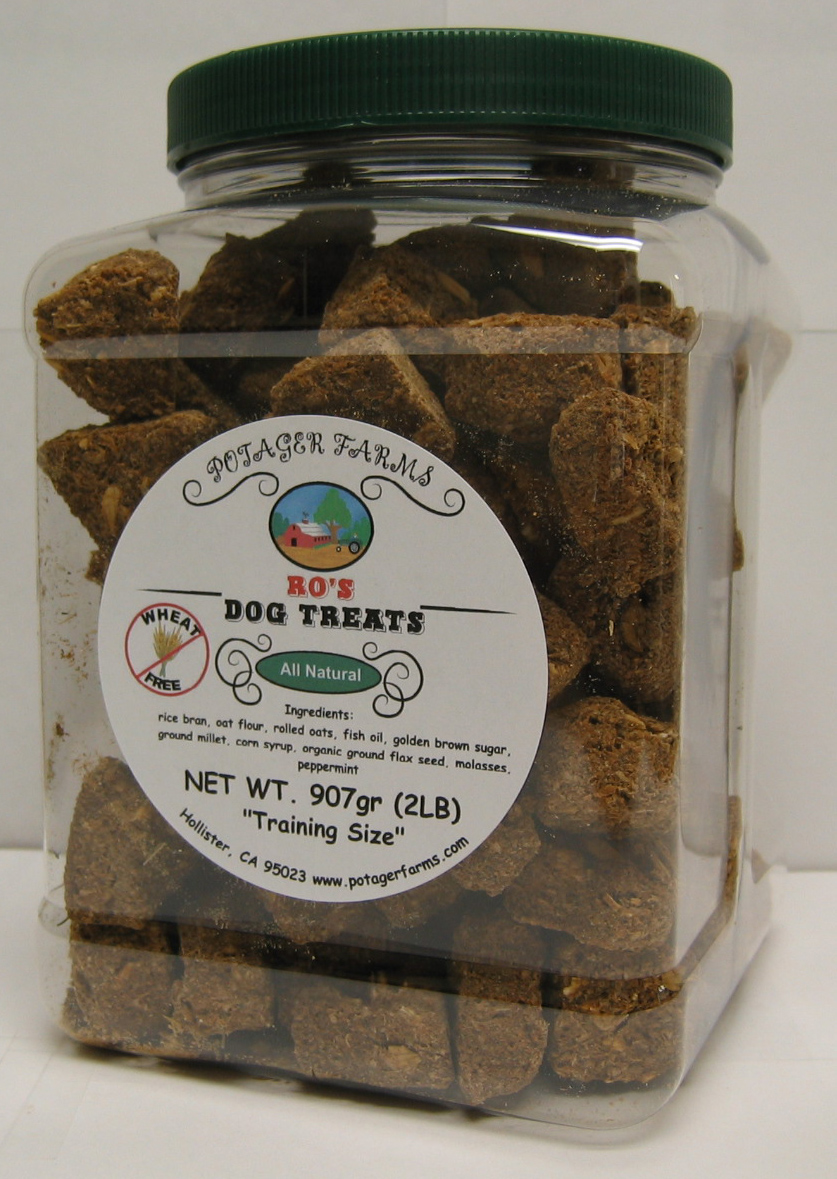 POTAGER FARMS
RO'S
DOG TREATS
WHEAT
FREE
All Natural
Ingredients:
rice bran, oat flour, rolled oats, fish oil, golden brown sugar,
ground millet, corn syrup, organic ground flax seed, molasses,
peppermint
NET WT. 907gr (2LB)
"Training Size"
Hollister, CA 95023 www.potagerfarms.com